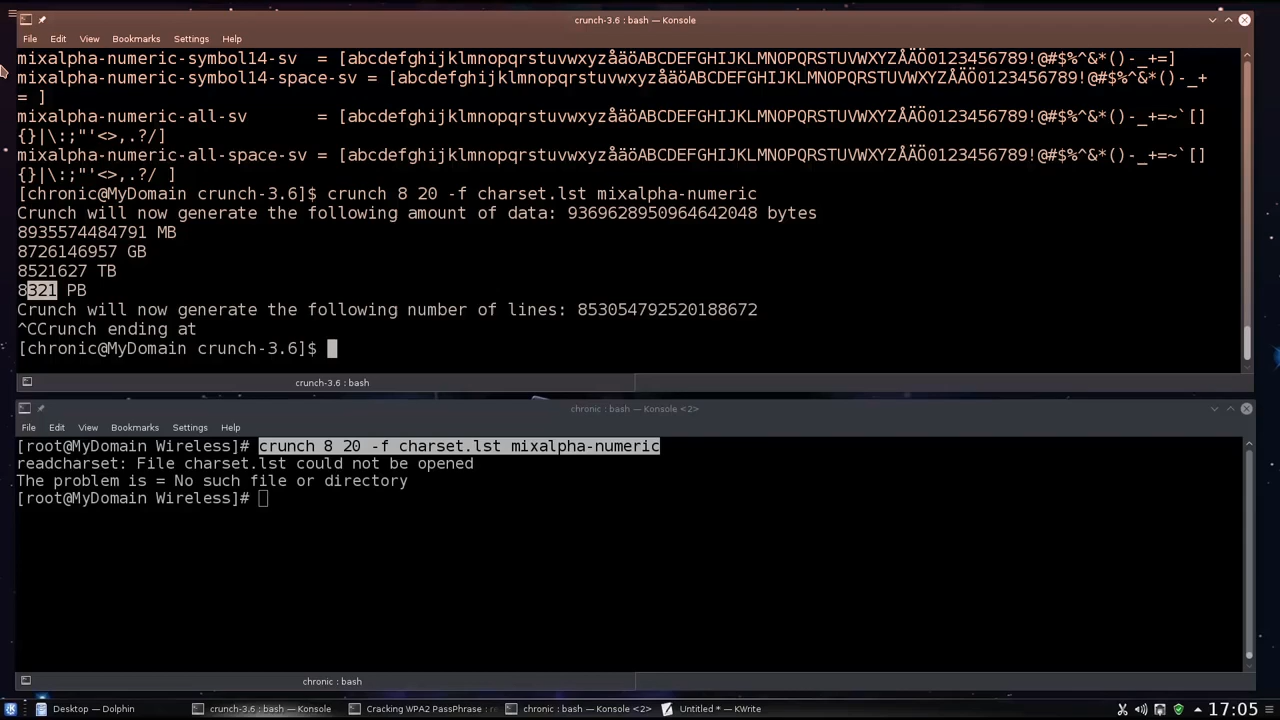 crunch-3.6 : bash — Konsole
File Edit View Bookmarks Settings Help
mixalpha-numeric-symbol14-sv  = [abcdefghijklmnopqrstuvwxyzåäöABCDEFGHIJKLMNOPQRSTUVWXYZÅÄÖ0123456789!@#$%^&*()-_+=]
mixalpha-numeric-symbol14-space-sv = [abcdefghijklmnopqrstuvwxyzåäöABCDEFGHIJKLMNOPQRSTUVWXYZÅÄÖ0123456789!@#$%^&*()-_+
= ]
mixalpha-numeric-all-sv       = [abcdefghijklmnopqrstuvwxyzåäöABCDEFGHIJKLMNOPQRSTUVWXYZÅÄÖ0123456789!@#$%^&*()-_+=~`[]
{}|\:;"'<>,.?/]
mixalpha-numeric-all-space-sv = [abcdefghijklmnopqrstuvwxyzåäöABCDEFGHIJKLMNOPQRSTUVWXYZÅÄÖ0123456789!@#$%^&*()-_+=~`[]
{}|\:;"'<>,.?/ ]
[chronic@MyDomain crunch-3.6]$ crunch 8 20 -f charset.lst mixalpha-numeric
Crunch will now generate the following amount of data: 9369628950964642048 bytes
8935574484791 MB
8726146957 GB
8521627 TB
8321 PB
Crunch will now generate the following number of lines: 853054792520188672
^CCrunch ending at
[chronic@MyDomain crunch-3.6]$
crunch-3.6 : bash
chronic : bash — Konsole <2>
File Edit View Bookmarks Settings Help
[root@MyDomain Wireless]# crunch 8 20 -f charset.lst mixalpha-numeric
readcharset: File charset.lst could not be opened
The problem is = No such file or directory
[root@MyDomain Wireless]#
chronic : bash
Desktop — Dolphin crunch-3.6 : bash — Konsole Cracking WPA2 PassPhrase : re chronic : bash — Konsole <2> Untitled * — KWrite 17:05